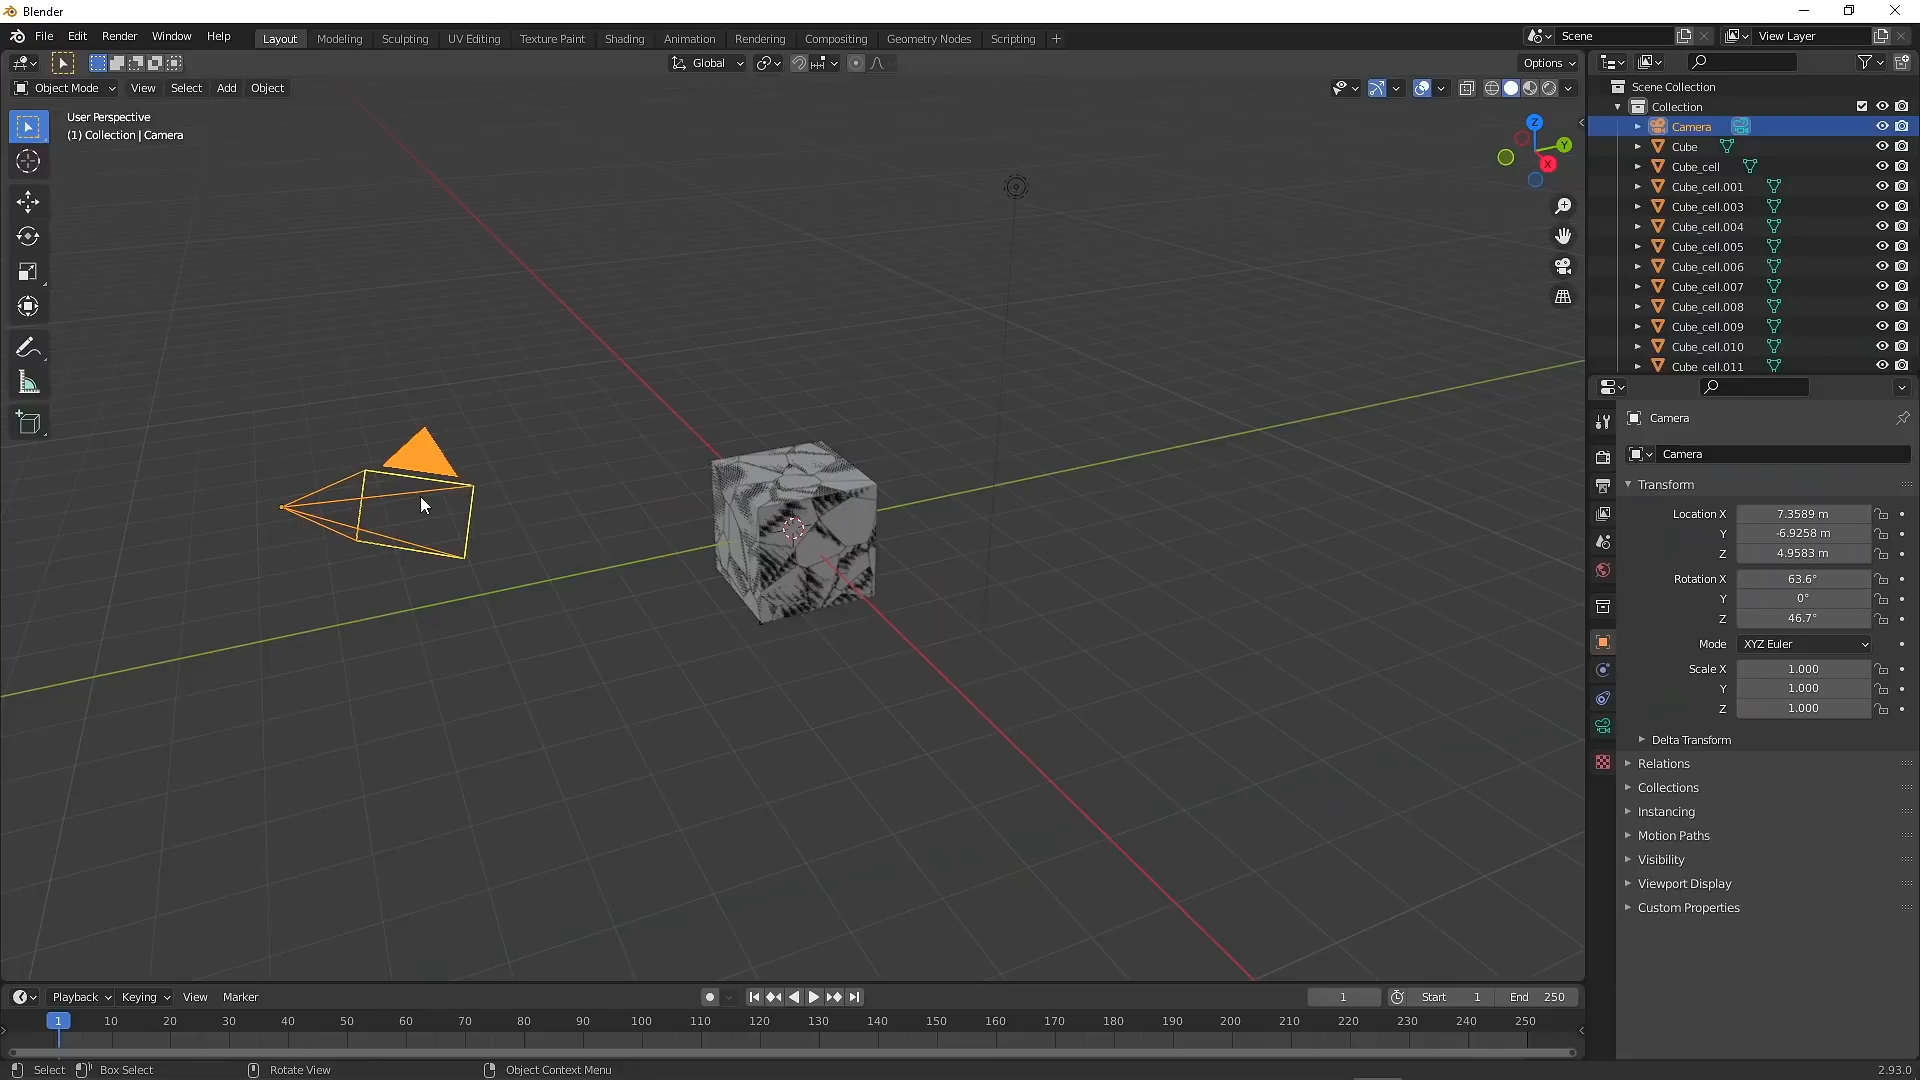 Blender
File Edit Render Window Help
Layout Modeling Sculpting UV Editing Texture Paint Shading Animation Rendering Compositing Geometry Nodes Scripting +
Scene
View Layer
Global
Options
Object Mode View Select Add Object
User Perspective
(1) Collection | Camera
Z
Y
X
Scene Collection
Collection
Camera
Cube
Cube_cell
Cube_cell.001
Cube_cell.003
Cube_cell.004
Cube_cell.005
Cube_cell.006
Cube_cell.007
Cube_cell.008
Cube_cell.009
Cube_cell.010
Cube_cell.011
Camera
Camera
Transform
Location X 7.3589 m
Y -6.9258 m
Z 4.9583 m
Rotation X 63.6°
Y 0°
Z 46.7°
Mode XYZ Euler
Scale X 1.000
Y 1.000
Z 1.000
Delta Transform
Relations
Collections
Instancing
Motion Paths
Visibility
Viewport Display
Custom Properties
Playback Keying View Marker
1 Start 1 End 250
1 10 20 30 40 50 60 70 80 90 100 110 120 130 140 150 160 170 180 190 200 210 220 230 240 250
Select Box Select Rotate View Object Context Menu
2.93.0